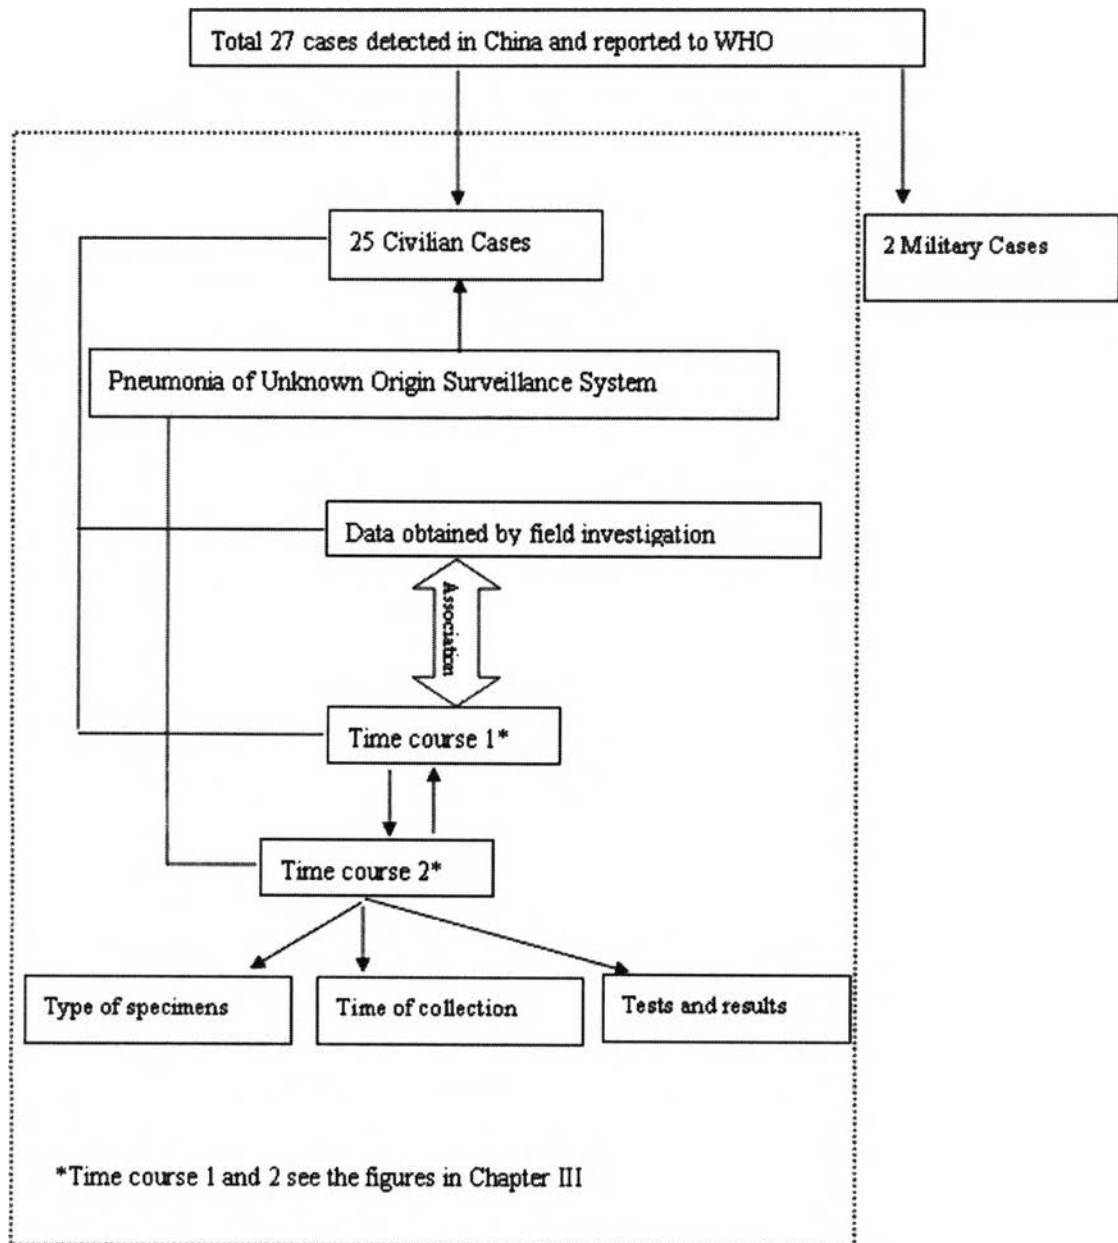 Total 27 cases detected in China and reported to WHO
25 Civilian Cases
2 Military Cases
Pneumonia of Unknown Origin Surveillance System
Data obtained by field investigation
Association
Time course 1*
Time course 2*
Type of specimens
Time of collection
Tests and results
*Time course 1 and 2 see the figures in Chapter III